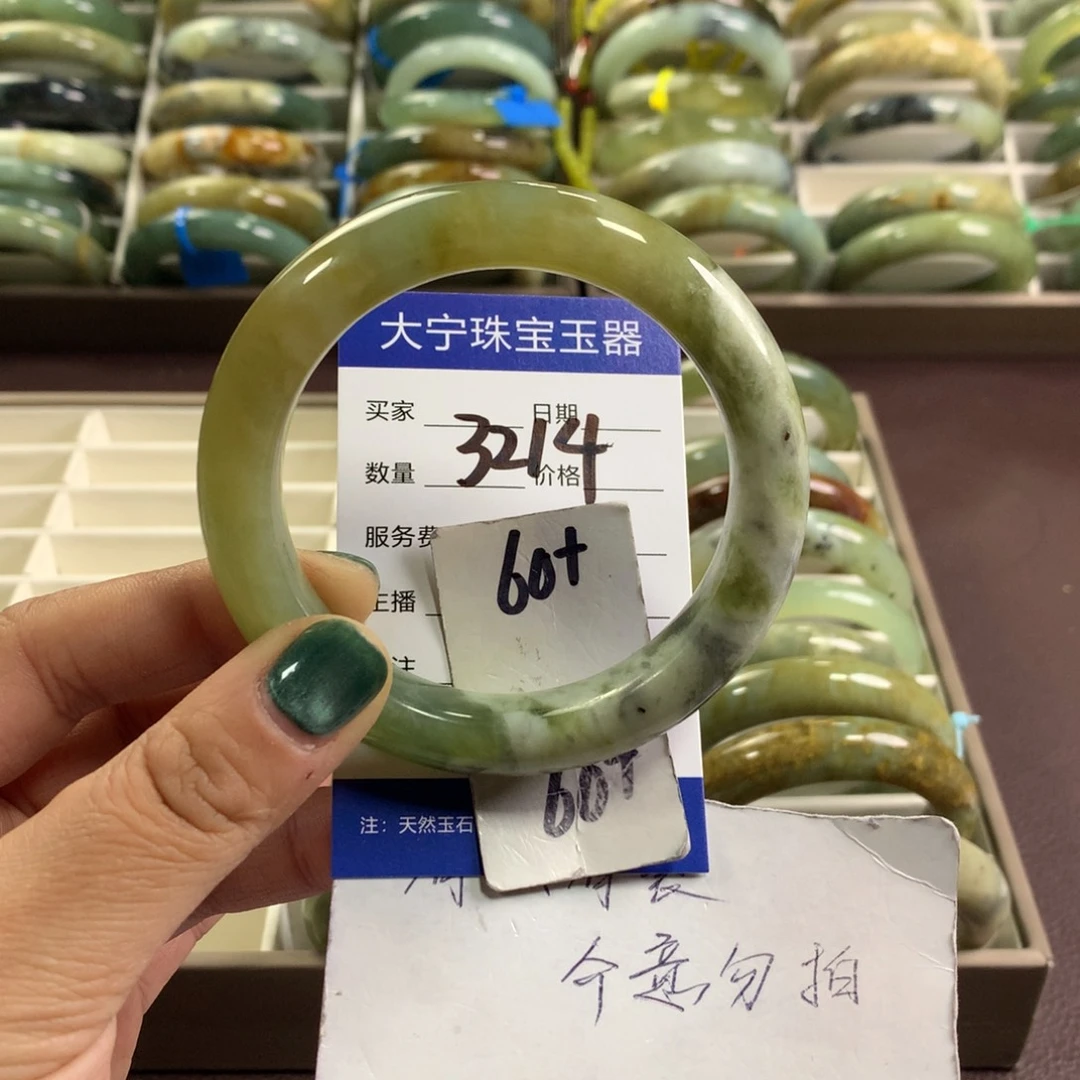 大宁珠宝玉器
买家 日期
3214
数量 价格
服务费
60+
主播
注
60+
注：天然玉石
介意勿拍